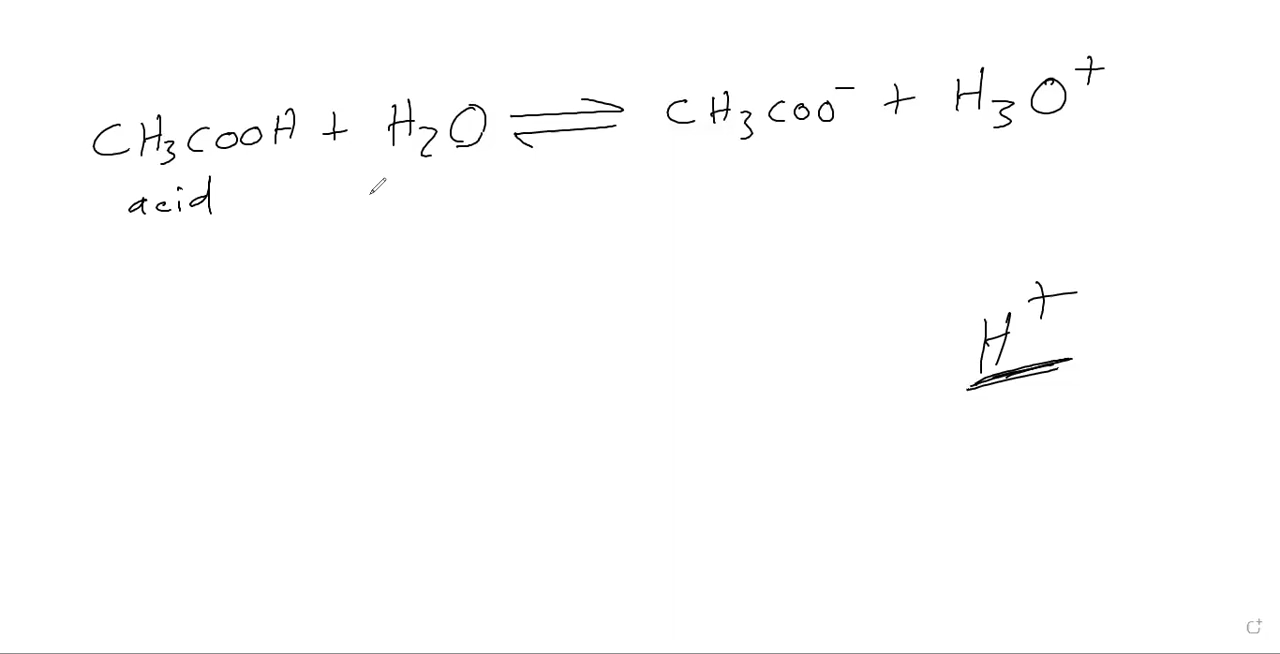 CH₃COOH + H₂O ⇌ CH₃COO⁻ + H₃O⁺
acid
H⁺